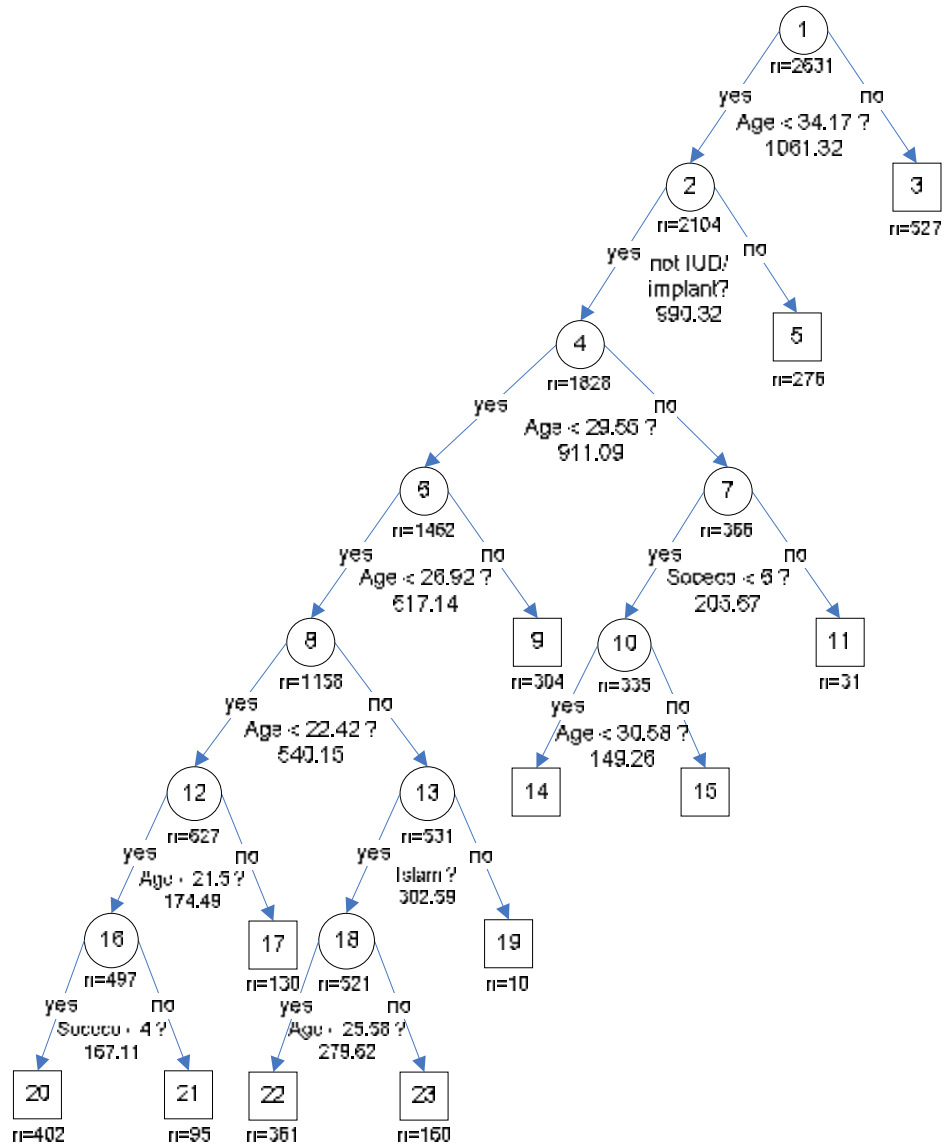 1
n=2631
yes
no
Age < 34.17 ?
1061.32
2
3
n=2104
n=527
yes
no
not IUD/
implant?
990.32
4
5
n=1828
n=276
yes
no
Age < 29.55 ?
911.09
6
7
n=1462
n=366
yes
no
yes
no
Age < 26.92 ?
Soceco < 6 ?
617.14
205.67
8
9
10
11
n=1158
n=304
n=335
n=31
yes
no
yes
no
Age < 22.42 ?
Age < 30.58 ?
540.15
149.26
12
13
14
15
n=627
n=531
yes
no
yes
no
Age < 21.5 ?
Islam ?
174.49
302.59
16
17
18
19
n=497
n=130
n=521
n=10
yes
no
yes
no
Soceco < 4 ?
Age < 25.58 ?
167.11
279.62
20
21
22
23
n=402
n=95
n=361
n=160